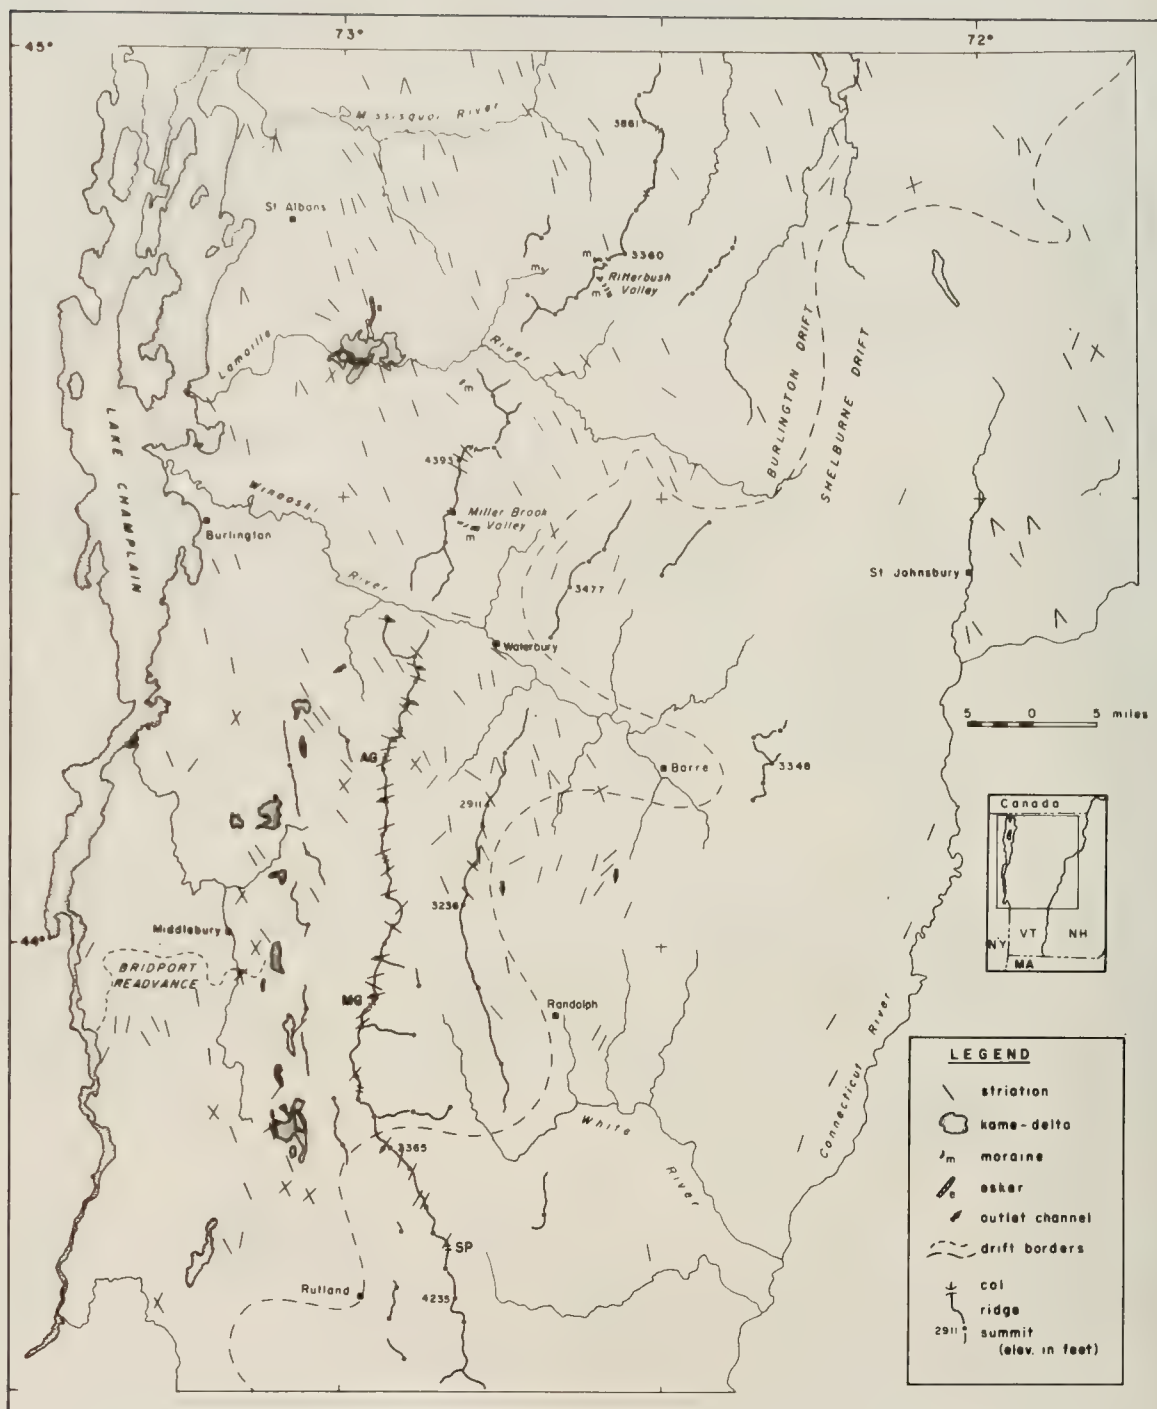 45°
73°
72°
Missisquoi River
3861
St Albans
m
m
3360
Ritterbush
Valley
m
Lamoille
River
m
BURLINGTON DRIFT
SHELBURNE DRIFT
LAKE CHAMPLAIN
4393
Winooski
Miller Brook
Valley
m
Burlington
St Johnsbury
River
3477
Waterbury
5 0 5 miles
AG
Barre
3348
2911
Canada
NY
VT
NH
MA
3236
Middlebury
44°
BRIDPORT
READVANCE
MG
Randolph
Connecticut River
White
River
3365
SP
Rutland
4235
LEGEND
striation
kame-delta
m moraine
e esker
outlet channel
drift borders
col
ridge
2911 summit
(elev. in feet)